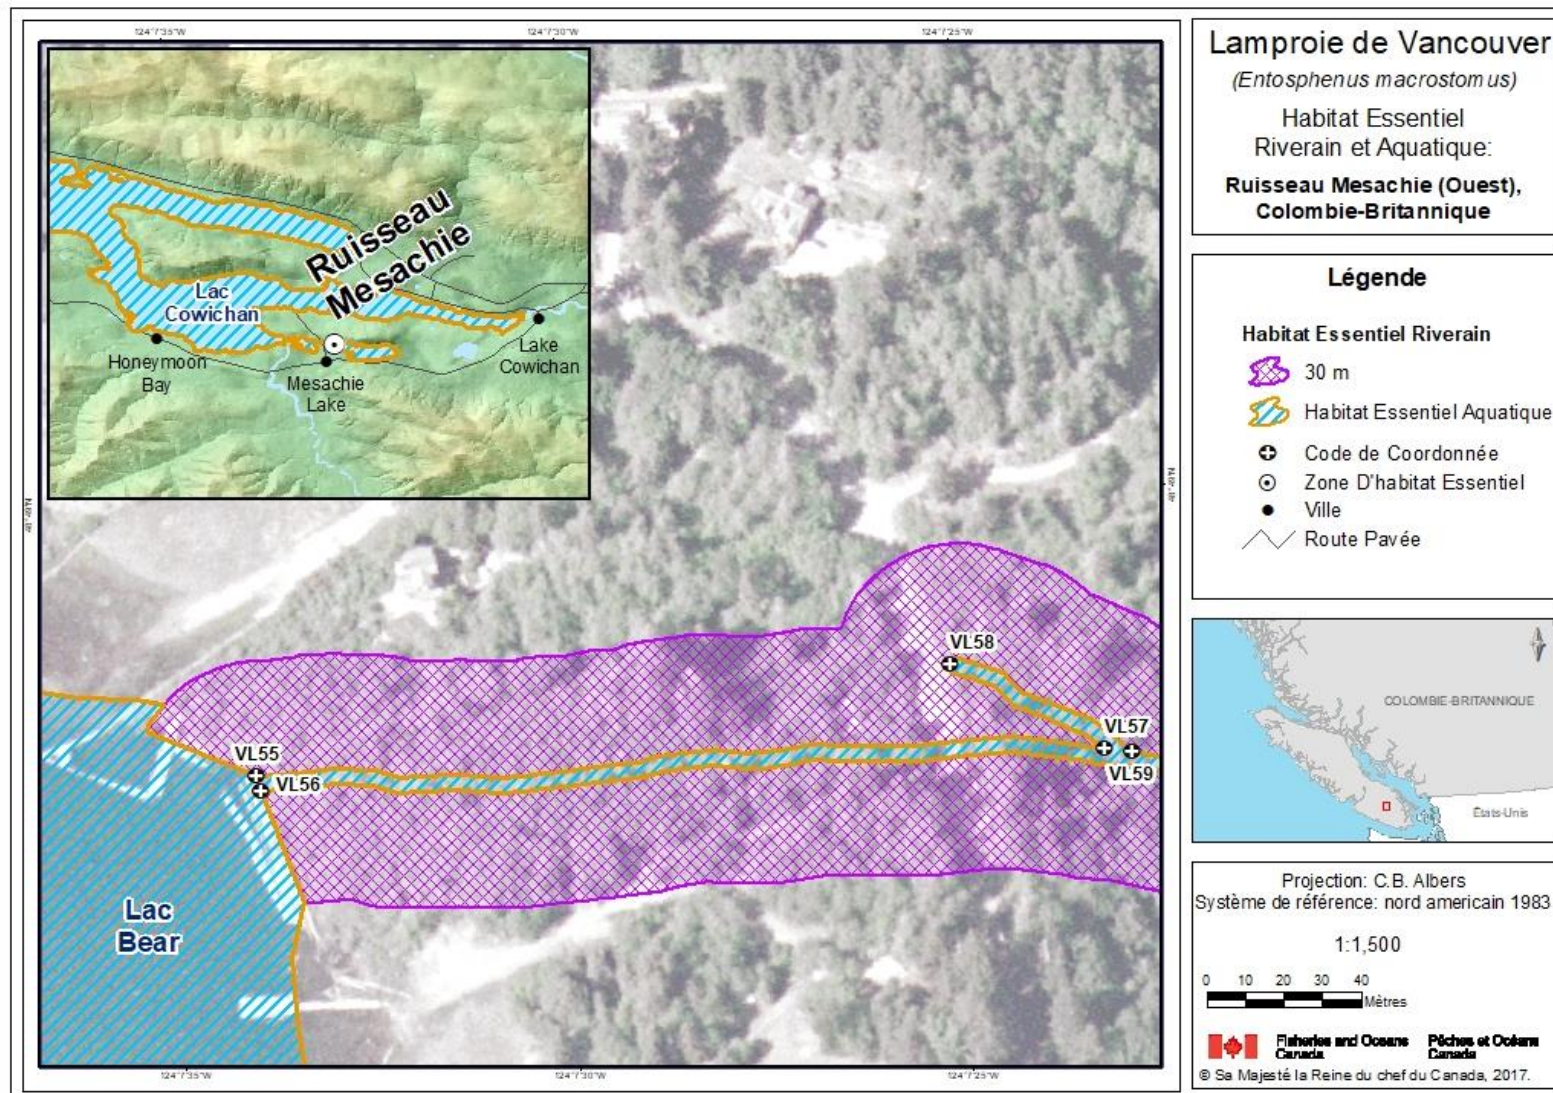 124°7'35"W
124°7'30"W
124°7'25"W
Ruisseau
Mesachie
Lac
Cowichan
Honeymoon
Bay
Mesachie
Lake
Lake
Cowichan
VL58
VL57
VL55
VL56
VL59
Lac
Bear
124°7'35"W
124°7'30"W
124°7'25"W
Lamproie de Vancouver
(Entosphenus macrostomus)
Habitat Essentiel
Riverain et Aquatique:
Ruisseau Mesachie (Ouest),
Colombie-Britannique
Légende
Habitat Essentiel Riverain
30 m
Habitat Essentiel Aquatique
Code de Coordonnée
Zone D'habitat Essentiel
Ville
Route Pavée
COLOMBIE-BRITANNIQUE
États-Unis
Projection: C.B. Albers
Système de référence: nord americain 1983
1:1,500
0 10 20 30 40
Mètres
Fisheries and Oceans Pêches et Océans
Canada Canada
© Sa Majesté la Reine du chef du Canada, 2017.